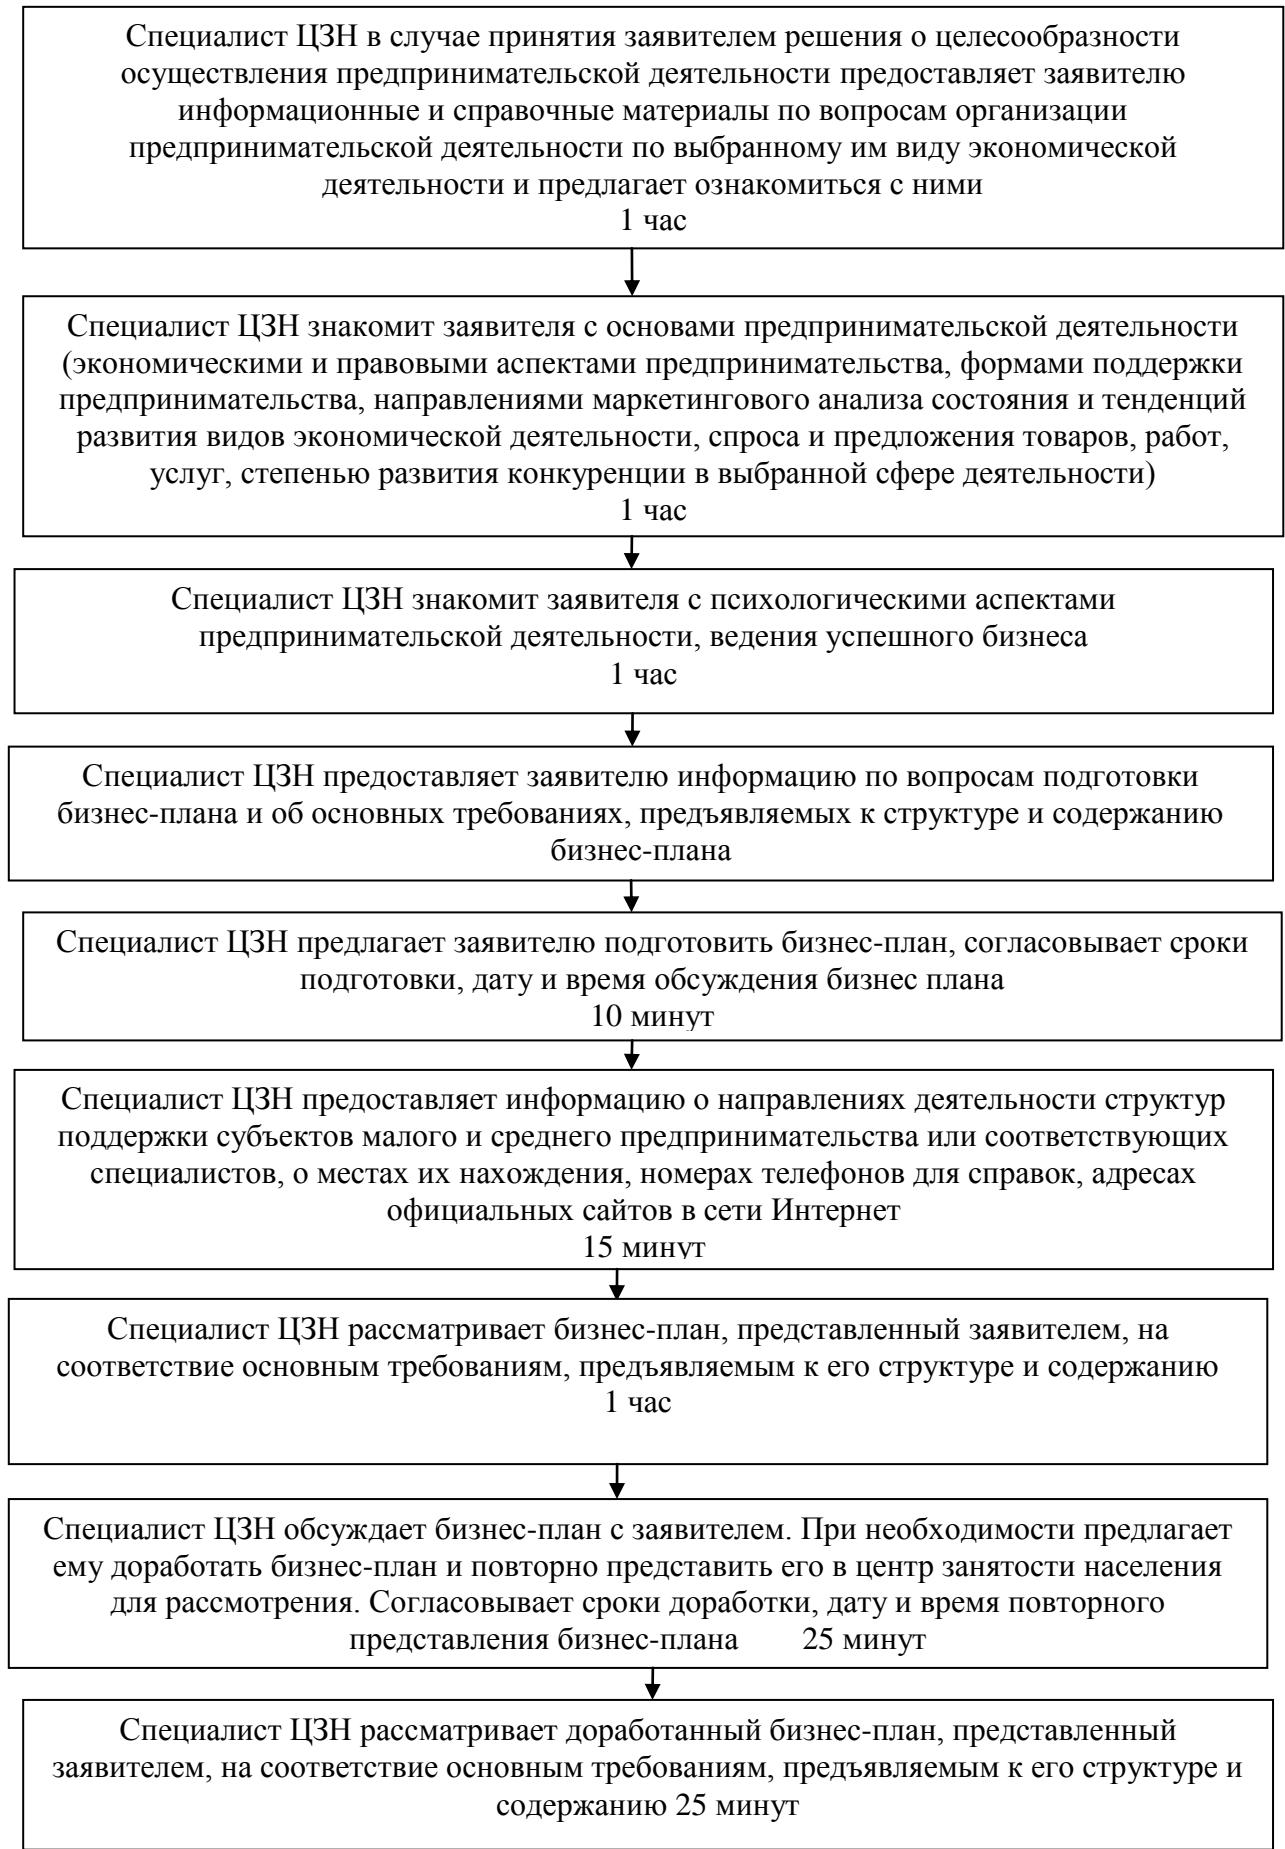 Специалист ЦЗН в случае принятия заявителем решения о целесообразности
осуществления предпринимательской деятельности предоставляет заявителю
информационные и справочные материалы по вопросам организации
предпринимательской деятельности по выбранному им виду экономической
деятельности и предлагает ознакомиться с ними
1 час
Специалист ЦЗН знакомит заявителя с основами предпринимательской деятельности
(экономическими и правовыми аспектами предпринимательства, формами поддержки
предпринимательства, направлениями маркетингового анализа состояния и тенденций
развития видов экономической деятельности, спроса и предложения товаров, работ,
услуг, степенью развития конкуренции в выбранной сфере деятельности)
1 час
Специалист ЦЗН знакомит заявителя с психологическими аспектами
предпринимательской деятельности, ведения успешного бизнеса
1 час
Специалист ЦЗН предоставляет заявителю информацию по вопросам подготовки
бизнес-плана и об основных требованиях, предъявляемых к структуре и содержанию
бизнес-плана
Специалист ЦЗН предлагает заявителю подготовить бизнес-план, согласовывает сроки
подготовки, дату и время обсуждения бизнес плана
10 минут
Специалист ЦЗН предоставляет информацию о направлениях деятельности структур
поддержки субъектов малого и среднего предпринимательства или соответствующих
специалистов, о местах их нахождения, номерах телефонов для справок, адресах
официальных сайтов в сети Интернет
15 минут
Специалист ЦЗН рассматривает бизнес-план, представленный заявителем, на
соответствие основным требованиям, предъявляемым к его структуре и содержанию
1 час
Специалист ЦЗН обсуждает бизнес-план с заявителем. При необходимости предлагает
ему доработать бизнес-план и повторно представить его в центр занятости населения
для рассмотрения. Согласовывает сроки доработки, дату и время повторного
представления бизнес-плана 25 минут
Специалист ЦЗН рассматривает доработанный бизнес-план, представленный
заявителем, на соответствие основным требованиям, предъявляемым к его структуре и
содержанию 25 минут